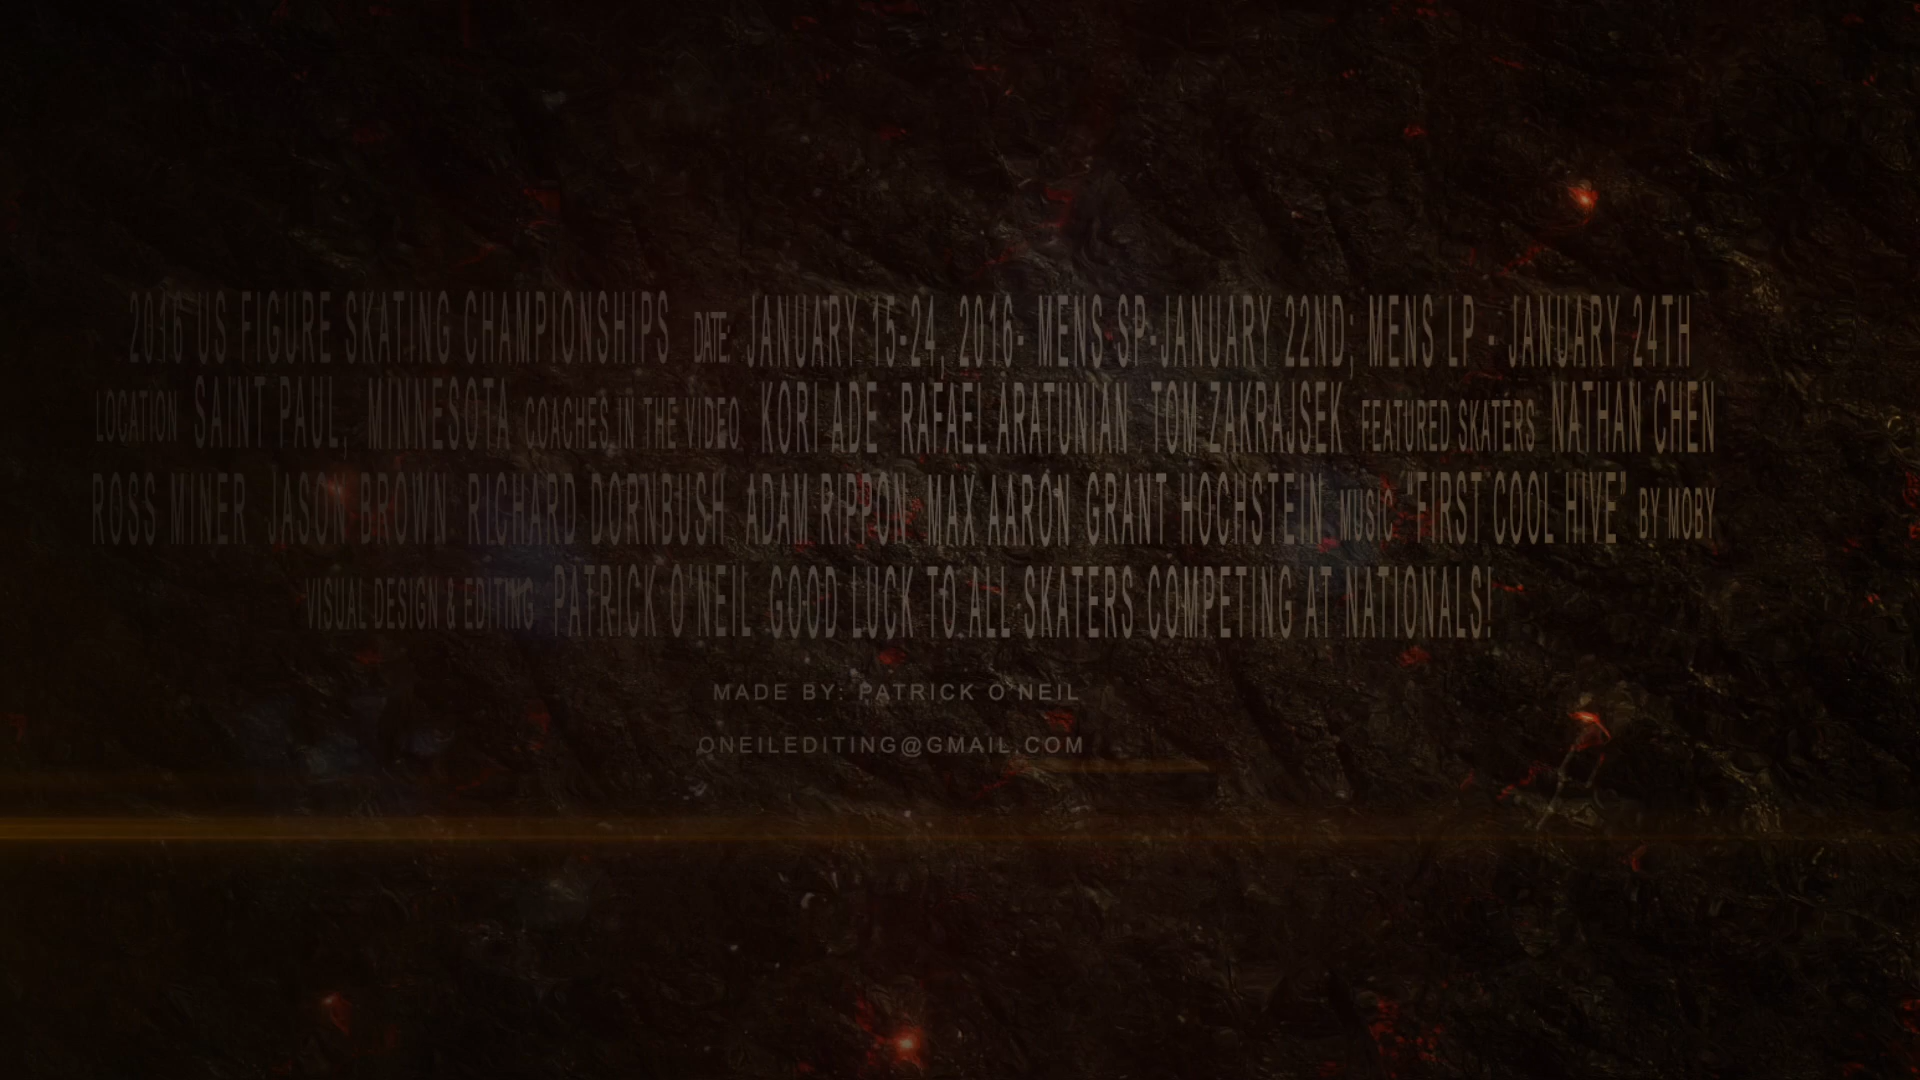 2016 US FIGURE SKATING CHAMPIONSHIPS DATE: JANUARY 15-24, 2016- MENS SP-JANUARY 22ND; MENS LP - JANUARY 24TH
LOCATION SAINT PAUL, MINNESOTA COACHES IN THE VIDEO KORI ADE RAFAEL ARATUNIAN TOM ZAKRAJSEK FEATURED SKATERS NATHAN CHEN
ROSS MINER JASON BROWN RICHARD DORNBUSH ADAM RIPPON MAX AARON GRANT HOCHSTEIN MUSIC "FIRST COOL HIVE" BY MOBY
VISUAL DESIGN & EDITING PATRICK O'NEIL GOOD LUCK TO ALL SKATERS COMPETING AT NATIONALS!
MADE BY: PATRICK O'NEIL
ONEILEDITING@GMAIL.COM